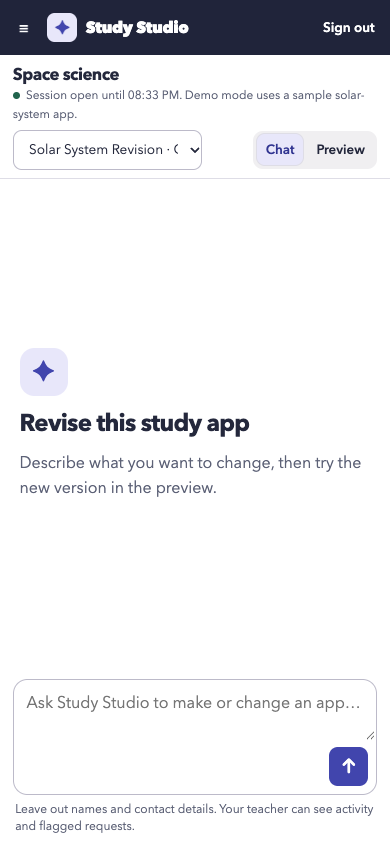 Study Studio
Sign out
Space science
Session open until 08:33 PM. Demo mode uses a sample solar-
system app.
Solar System Revision ·
Chat
Preview
Revise this study app
Describe what you want to change, then try the
new version in the preview.
Ask Study Studio to make or change an app…
Leave out names and contact details. Your teacher can see activity
and flagged requests.